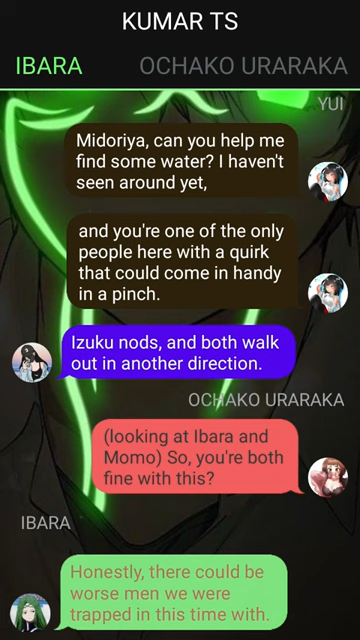 KUMAR TS
IBARA
OCHAKO URARAKA
YUI
Midoriya, can you help me
find some water? I haven't
seen around yet,
and you're one of the only
people here with a quirk
that could come in handy
in a pinch.
Izuku nods, and both walk
out in another direction.
OCHAKO URARAKA
(looking at Ibara and
Momo) So, you're both
fine with this?
IBARA
Honestly, there could be
worse men we were
trapped in this time with.